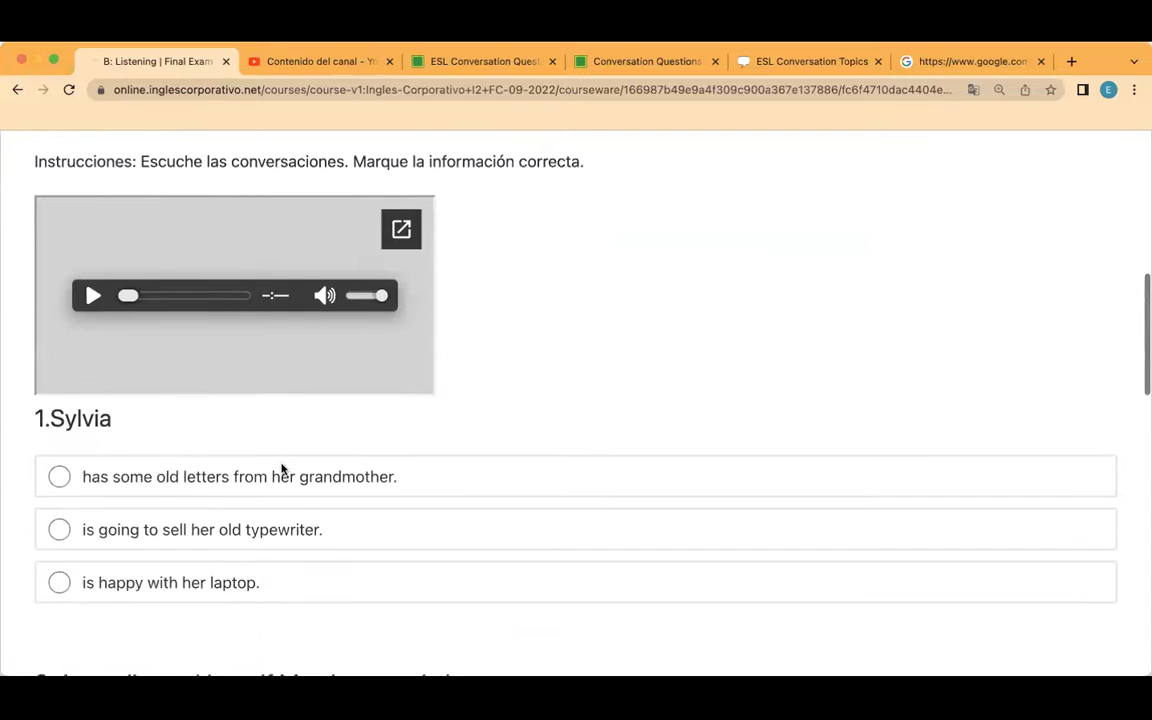 B: Listening | Final Exam
Contenido del canal - Yo
ESL Conversation Quest
Conversation Questions
ESL Conversation Topics
https://www.google.com
online.inglescorporativo.net/courses/course-v1:Ingles-Corporativo+I2+FC-09-2022/courseware/166987b49e9a4f309c900a367e137886/fc6f4710dac4404e...
E
Instrucciones: Escuche las conversaciones. Marque la información correcta.
-:--
1.Sylvia
has some old letters from her grandmother.
is going to sell her old typewriter.
is happy with her laptop.